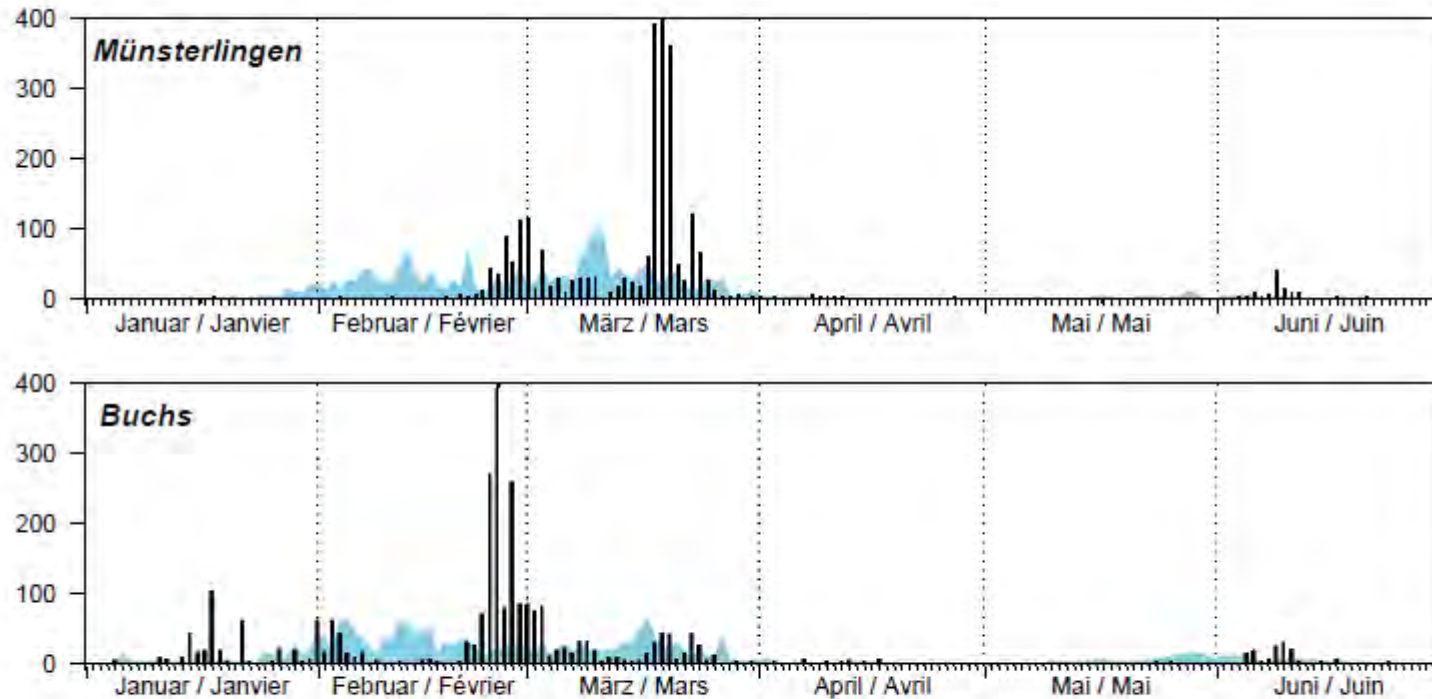 400
Münsterlingen
300
200
100
0
Januar / Janvier Februar / Février März / Mars April / Avril Mai / Mai Juni / Juin
400
Buchs
300
200
100
0
Januar / Janvier Februar / Février März / Mars April / Avril Mai / Mai Juni / Juin